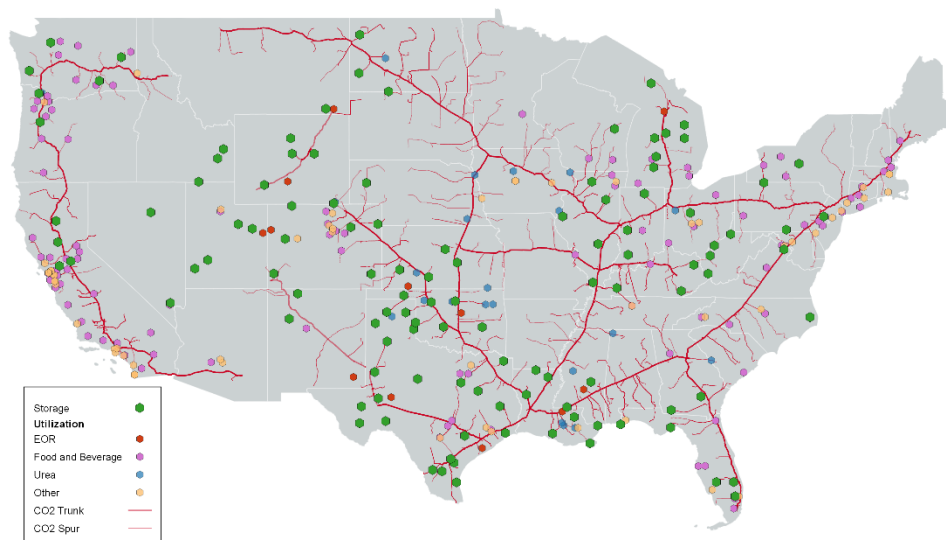 Storage
Utilization
EOR
Food and Beverage
Urea
Other
CO2 Trunk
CO2 Spur